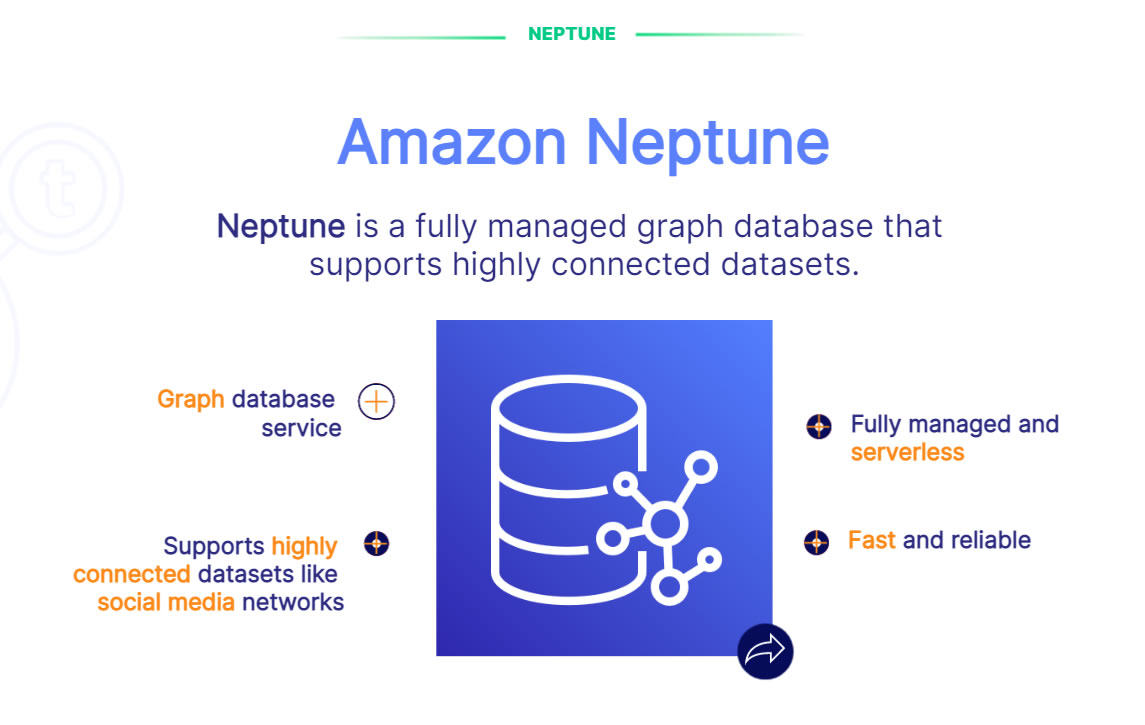 NEPTUNE
Amazon Neptune
Neptune is a fully managed graph database that
supports highly connected datasets.
Graph database
service
Supports highly
connected datasets like
social media networks
Fully managed and
serverless
Fast and reliable
t